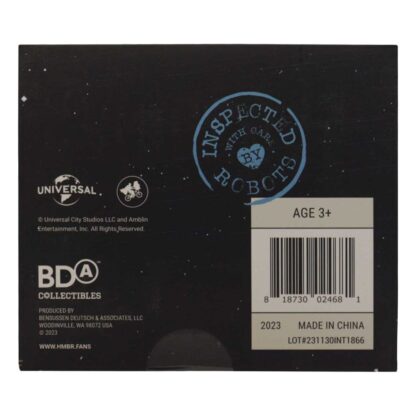 INSPECTED
WITH CARE
BY
ROBOTS
UNIVERSAL
© Universal City Studios LLC and Amblin
Entertainment, Inc. All Rights Reserved.
AGE 3+
8 18730 02468 1
BDA
COLLECTIBLES
PRODUCED BY
BENSUSSEN DEUTSCH & ASSOCIATES, LLC
WOODINVILLE, WA 98072 USA
© 2023
2023 MADE IN CHINA
LOT#231130INT1866
WWW.HMBR.FANS